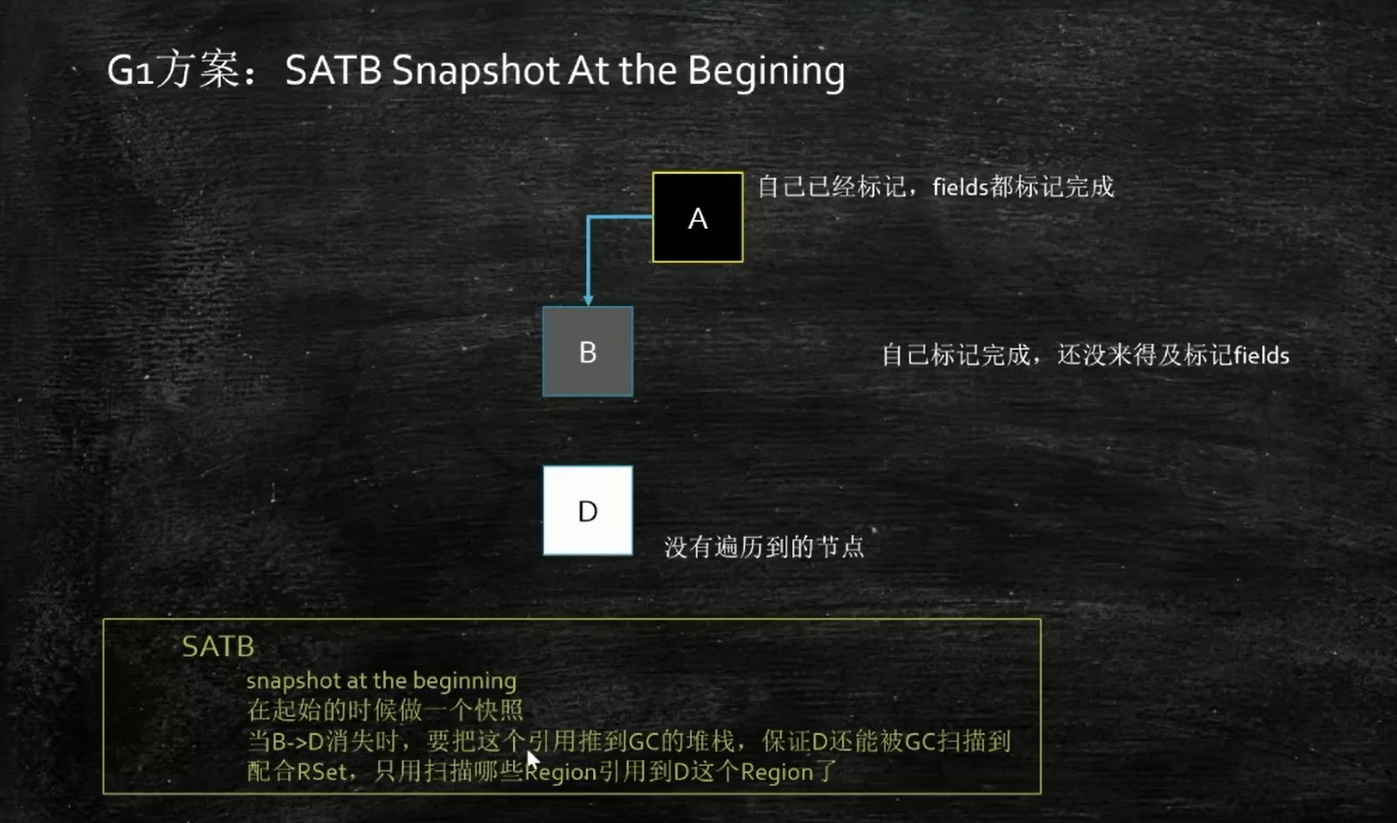 G1方案：SATB Snapshot At the Begining
A
自己已经标记，fields都标记完成
B
自己标记完成，还没来得及标记fields
D
没有遍历到的节点
SATB
snapshot at the beginning
在起始的时候做一个快照
当B->D消失时，要把这个引用推到GC的堆栈，保证D还能被GC扫描到
配合RSet，只用扫描哪些Region引用到D这个Region了